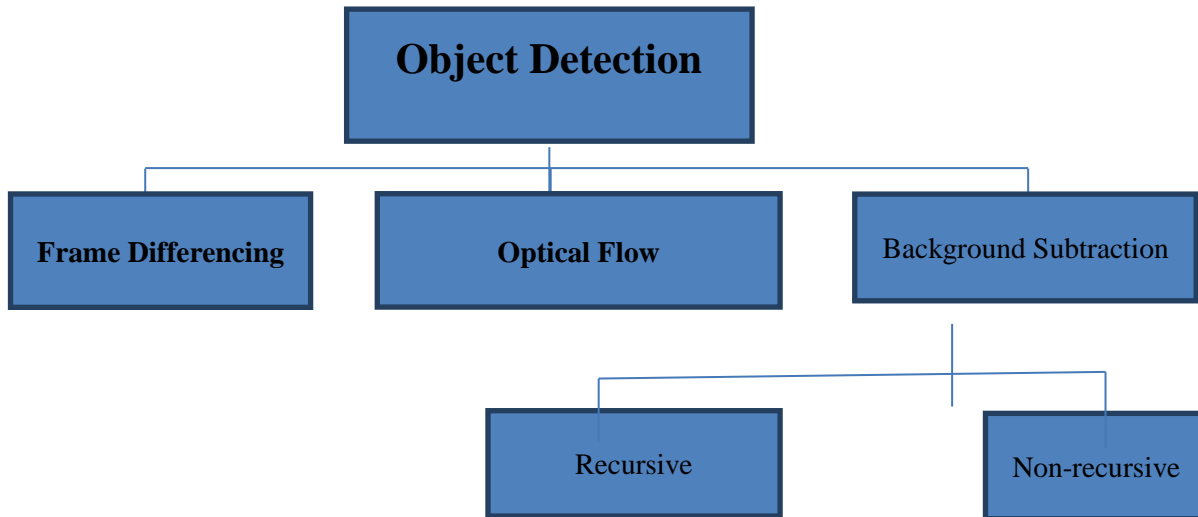 Object Detection
Frame Differencing
Optical Flow
Background Subtraction
Recursive
Non-recursive